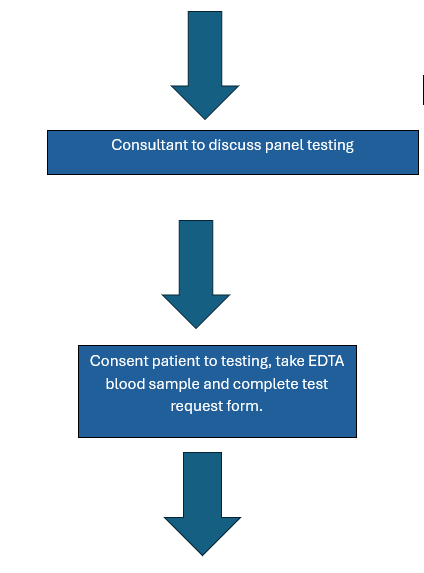 Consultant to discuss panel testing
Consent patient to testing, take EDTA
blood sample and complete test
request form.